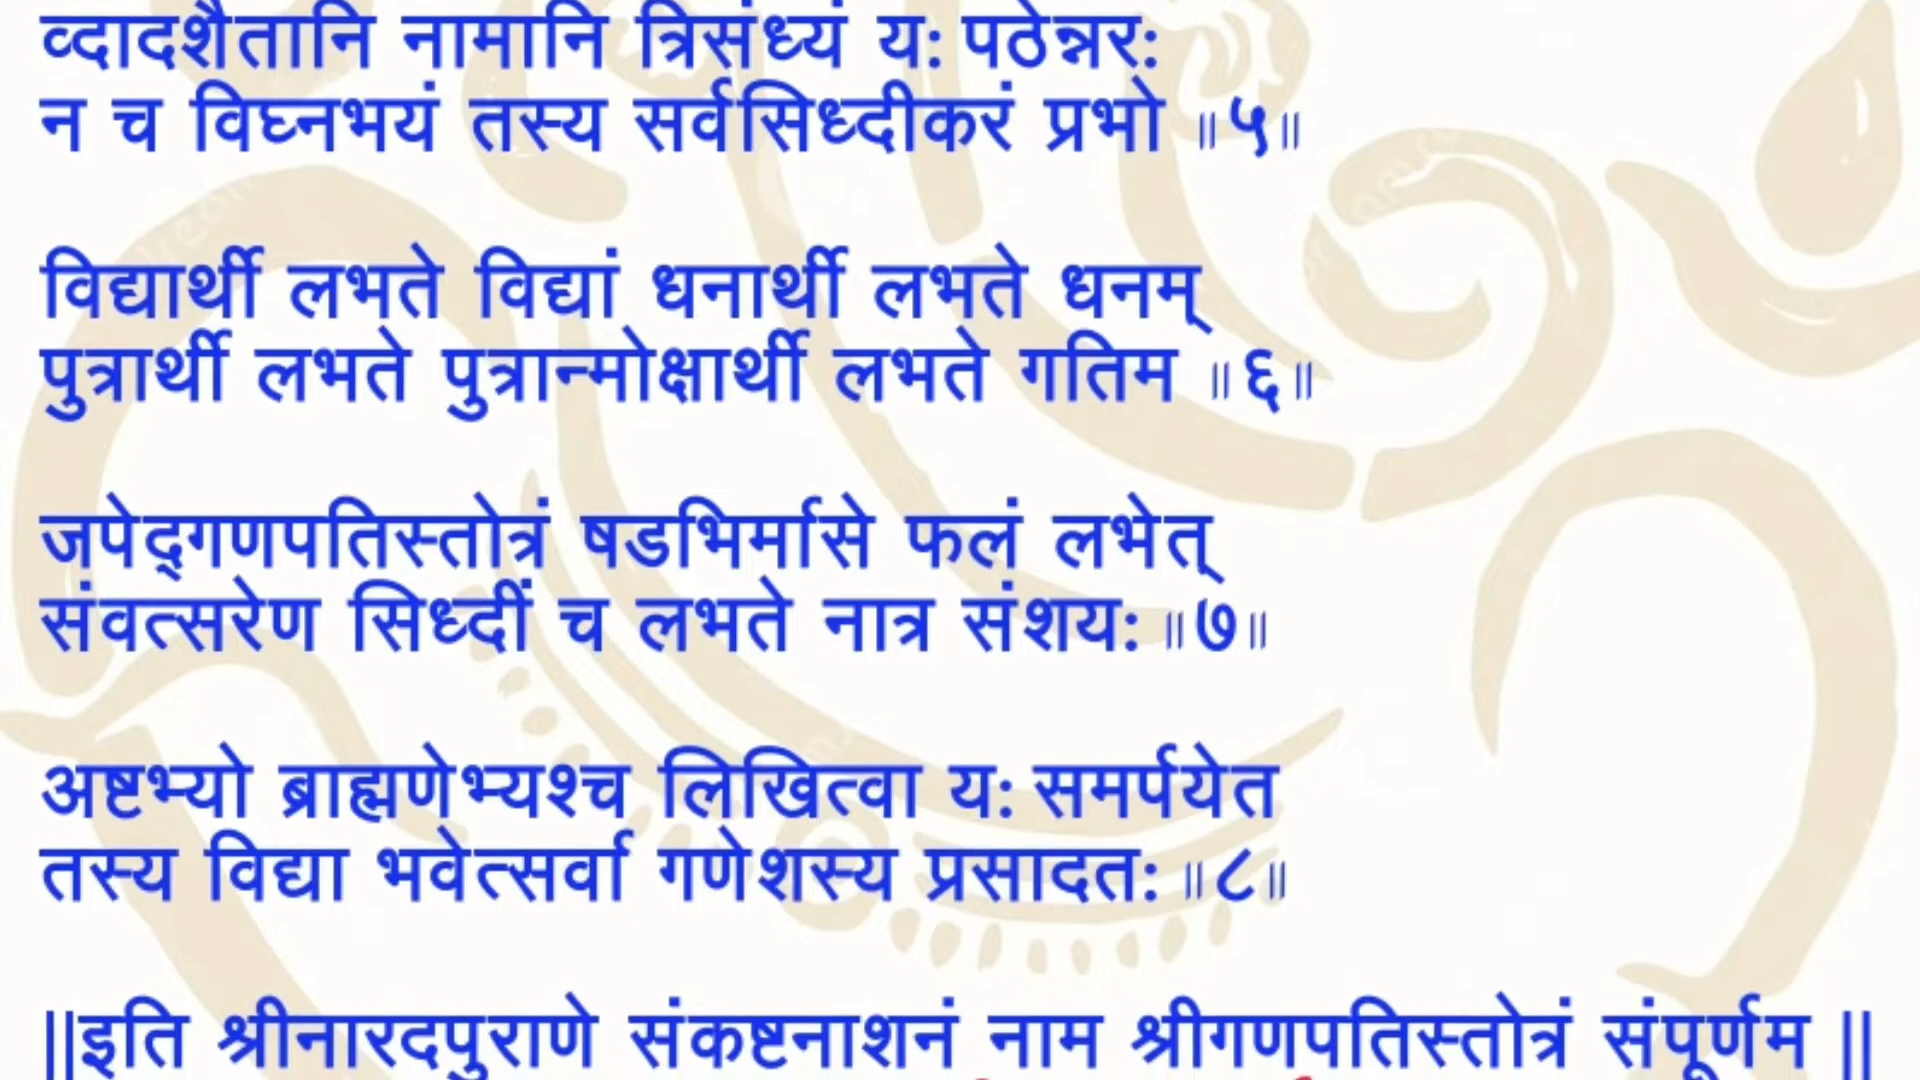 व्दादशैतानि नामानि त्रिसंध्यं य: पठेन्नर:
न च विघ्नभयं तस्य सर्वसिध्दीकरं प्रभो ॥५॥
विद्यार्थी लभते विद्यां धनार्थी लभते धनम्
पुत्रार्थी लभते पुत्रान्मोक्षार्थी लभते गतिम ॥६॥
जपेद्गणपतिस्तोत्रं षडभिर्मासे फलं लभेत्
संवत्सरेण सिध्दीं च लभते नात्र संशय: ॥७॥
अष्टभ्यो ब्राह्मणेभ्यश्च लिखित्वा य: समर्पयेत
तस्य विद्या भवेत्सर्वा गणेशस्य प्रसादत: ॥८॥
||इति श्रीनारदपुराणे संकष्टनाशनं नाम श्रीगणपतिस्तोत्रं संपूर्णम ||